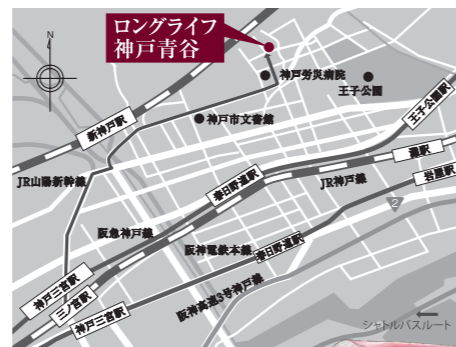 ロングライフ
神戸青谷
N
神戸労災病院
王子公園
神戸市文書館
新神戸駅
王子公園駅
JR山陽新幹線
春日野道駅
灘駅
JR神戸線
岩屋駅
阪急神戸線
2
阪神電鉄本線
春日野道駅
神戸三宮駅
三ノ宮駅
阪神高速3号神戸線
神戸三宮駅
シャトルバスルート